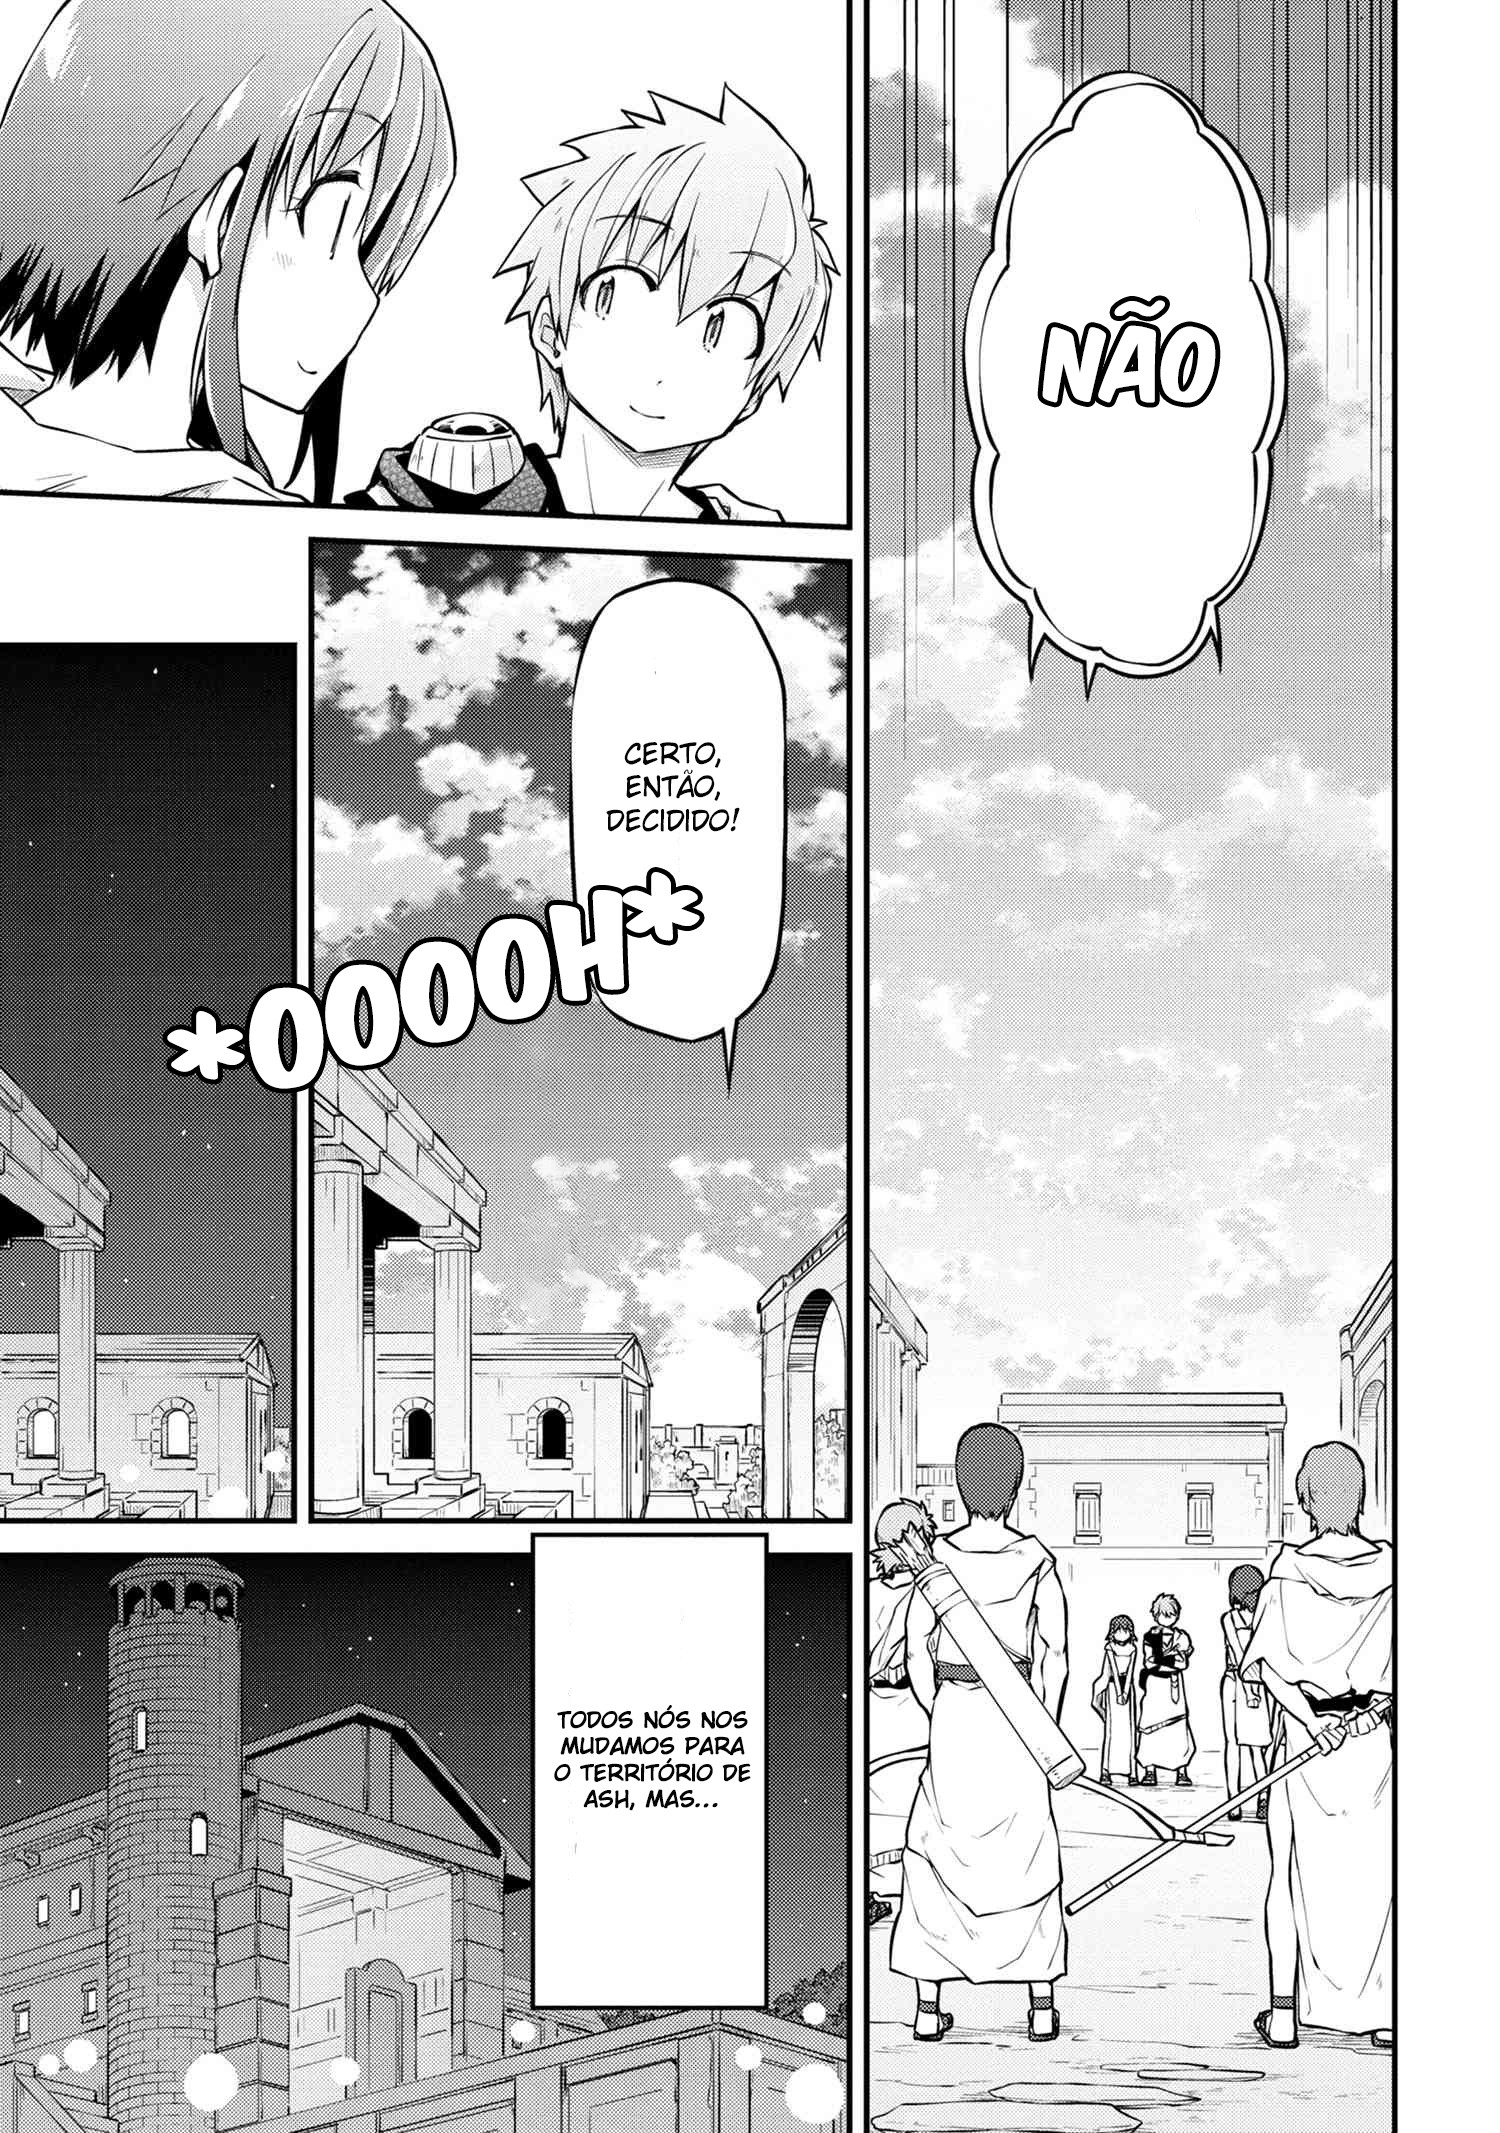 NÃO
CERTO,
ENTÃO,
DECIDIDO!
*OOOOH*
TODOS NÓS NOS
MUDAMOS PARA
O TERRITÓRIO DE
ASH, MAS...